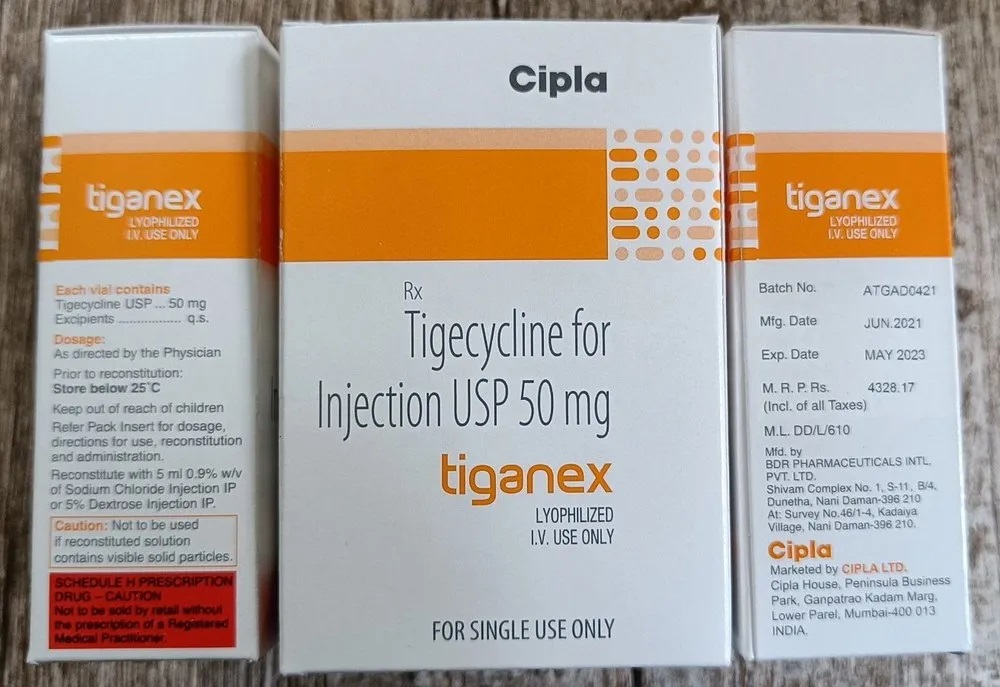 tiganex
LYOPHILIZED
I.V. USE ONLY
Each vial contains
Tigecycline USP ... 50 mg
Excipients ................. q.s.
Dosage:
As directed by the Physician
Prior to reconstitution:
Store below 25°C
Keep out of reach of children
Refer Pack Insert for dosage,
directions for use, reconstitution
and administration.
Reconstitute with 5 ml 0.9% w/v
of Sodium Chloride Injection IP
or 5% Dextrose Injection IP.
Caution: Not to be used
if reconstituted solution
contains visible solid particles.
SCHEDULE H PRESCRIPTION
DRUG – CAUTION
Not to be sold by retail without
the prescription of a Registered
Medical Practitioner.
Cipla
Rx
Tigecycline for
Injection USP 50 mg
tiganex
LYOPHILIZED
I.V. USE ONLY
FOR SINGLE USE ONLY
tiganex
LYOPHILIZED
I.V. USE ONLY
Batch No. ATGAD0421
Mfg. Date JUN.2021
Exp. Date MAY 2023
M. R. P. Rs. 4328.17
(Incl. of all Taxes)
M.L. DD/L/610
Mfd. by
BDR PHARMACEUTICALS INTL.
PVT. LTD.
Shivam Complex No. 1, S-11, B/4,
Dunetha, Nani Daman-396 210
At: Survey No.46/1-4, Kadaiya
Village, Nani Daman-396 210.
Cipla
Marketed by CIPLA LTD.
Cipla House, Peninsula Business
Park, Ganpatrao Kadam Marg,
Lower Parel, Mumbai-400 013
INDIA.